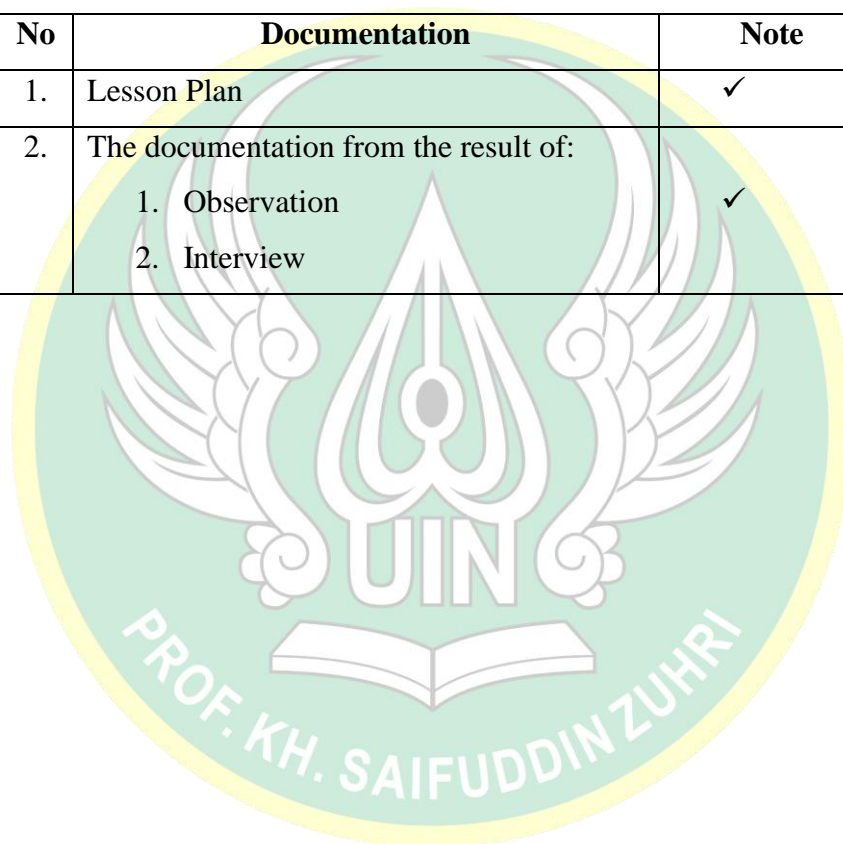 No Documentation Note
1. Lesson Plan ✓
2. The documentation from the result of:
1. Observation ✓
2. Interview
UIN
PROF. KH. SAIFUDDIN ZUHRI